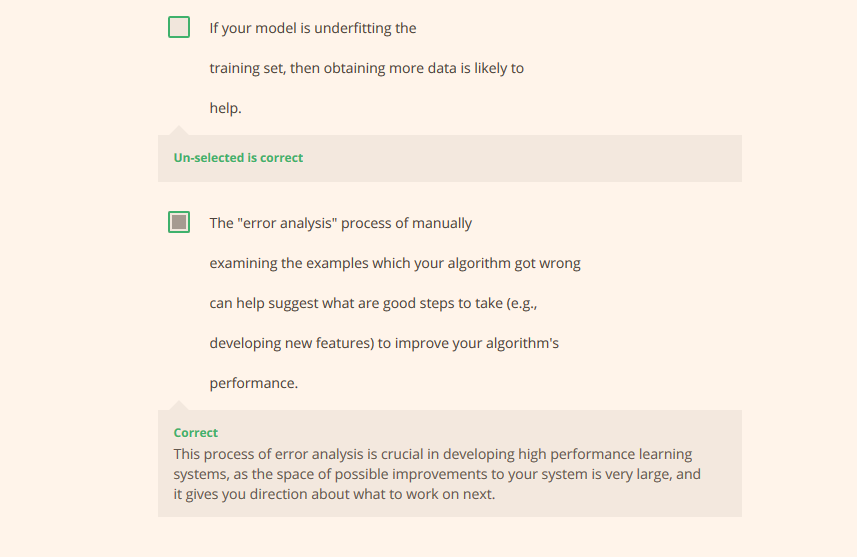 If your model is underfitting the
training set, then obtaining more data is likely to
help.
Un-selected is correct
The "error analysis" process of manually
examining the examples which your algorithm got wrong
can help suggest what are good steps to take (e.g.,
developing new features) to improve your algorithm's
performance.
Correct
This process of error analysis is crucial in developing high performance learning
systems, as the space of possible improvements to your system is very large, and
it gives you direction about what to work on next.